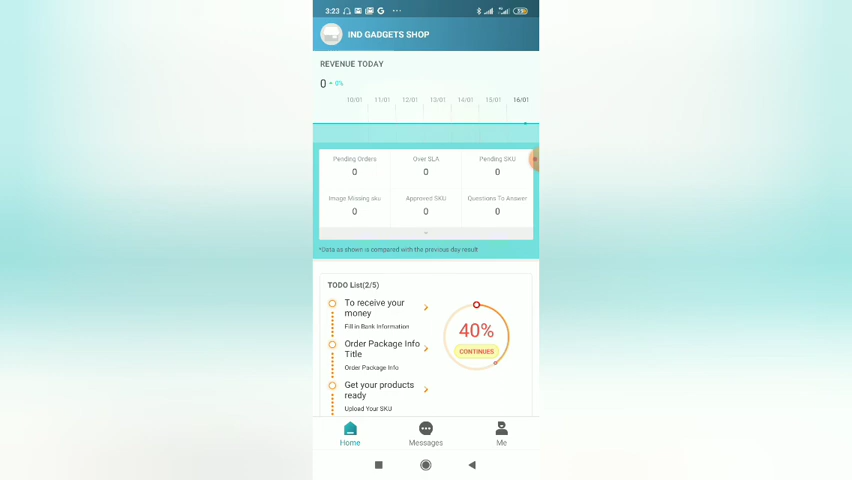 3:23
IND GADGETS SHOP
REVENUE TODAY
0 - 0%
10/01 11/01 12/01 13/01 14/01 15/01 16/01
Pending Orders Over SLA Pending SKU
0 0 0
Image Missing sku Approved SKU Questions To Answer
0 0 0
*Data as shown is compared with the previous day result
TODO List(2/5)
To receive your
money
Fill in Bank Information
40%
CONTINUES
Order Package Info
Title
Order Package Info
Get your products
ready
Upload Your SKU
Home Messages Me